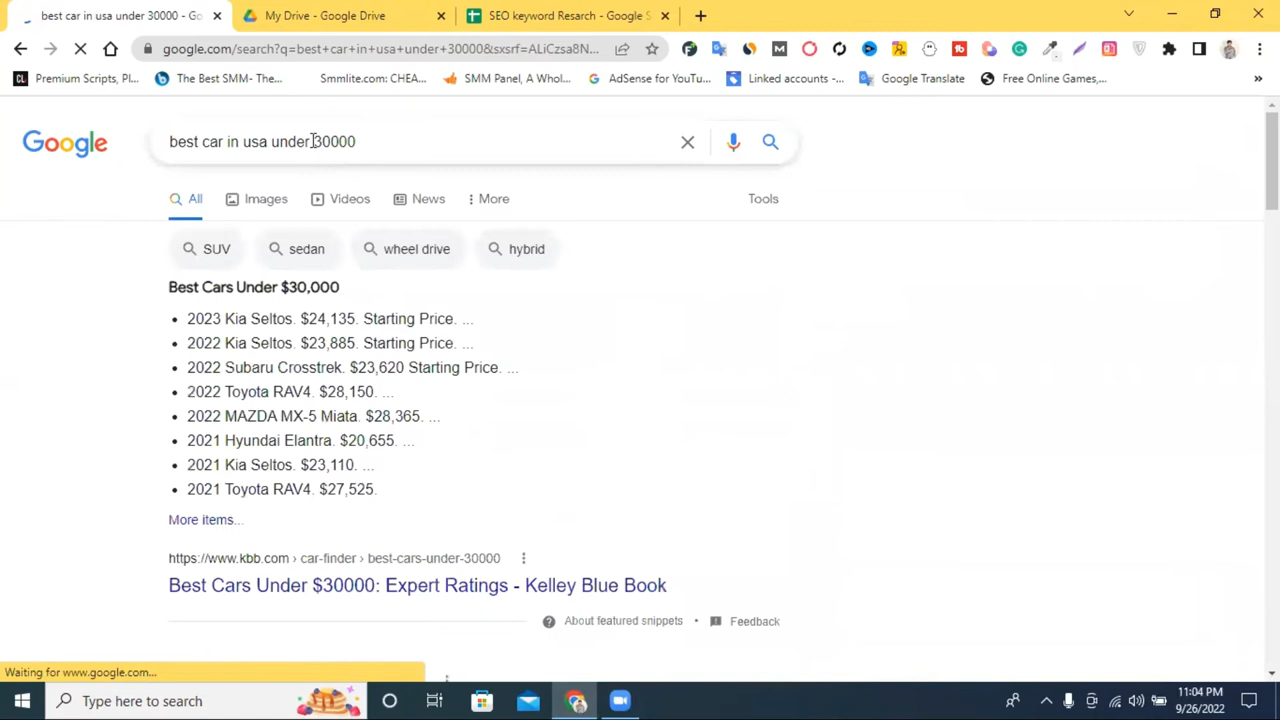 best car in usa under 30000 - Go
My Drive - Google Drive
SEO keyword Resarch - Google S
google.com/search?q=best+car+in+usa+under+30000&sxsrf=ALiCzsa8N...
Premium Scripts, Pl...
The Best SMM- The...
Smmlite.com: CHEA...
SMM Panel, A Whol...
AdSense for YouTu...
Linked accounts -...
Google Translate
Free Online Games,...
»
Google
best car in usa under 30000
All
Images
Videos
News
More
Tools
SUV
sedan
wheel drive
hybrid
Best Cars Under $30,000
• 2023 Kia Seltos. $24,135. Starting Price. ...
• 2022 Kia Seltos. $23,885. Starting Price. ...
• 2022 Subaru Crosstrek. $23,620 Starting Price. ...
• 2022 Toyota RAV4. $28,150. ...
• 2022 MAZDA MX-5 Miata. $28,365. ...
• 2021 Hyundai Elantra. $20,655. ...
• 2021 Kia Seltos. $23,110. ...
• 2021 Toyota RAV4. $27,525.
More items...
https://www.kbb.com › car-finder › best-cars-under-30000
Best Cars Under $30000: Expert Ratings - Kelley Blue Book
About featured snippets
•
Feedback
Waiting for www.google.com...
Type here to search
11:04 PM
9/26/2022